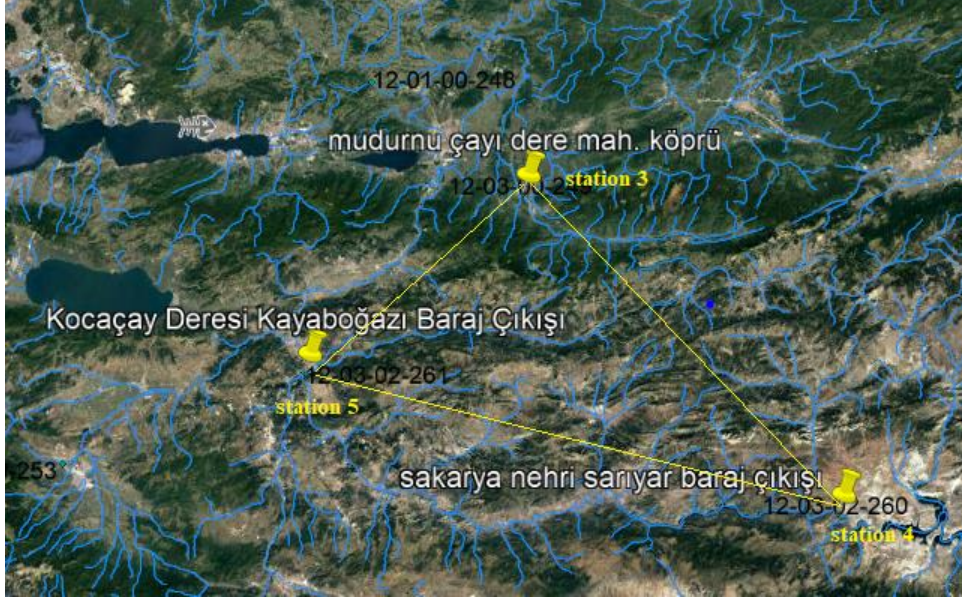 12-01-00-248
mudurnu çayı dere mah. köprü
station 3
Kocaçay Deresi Kayaboğazı Baraj Çıkışı
12-03-02-261
station 5
sakarya nehri sarıyar baraj çıkışı
12-03-02-260
station 4